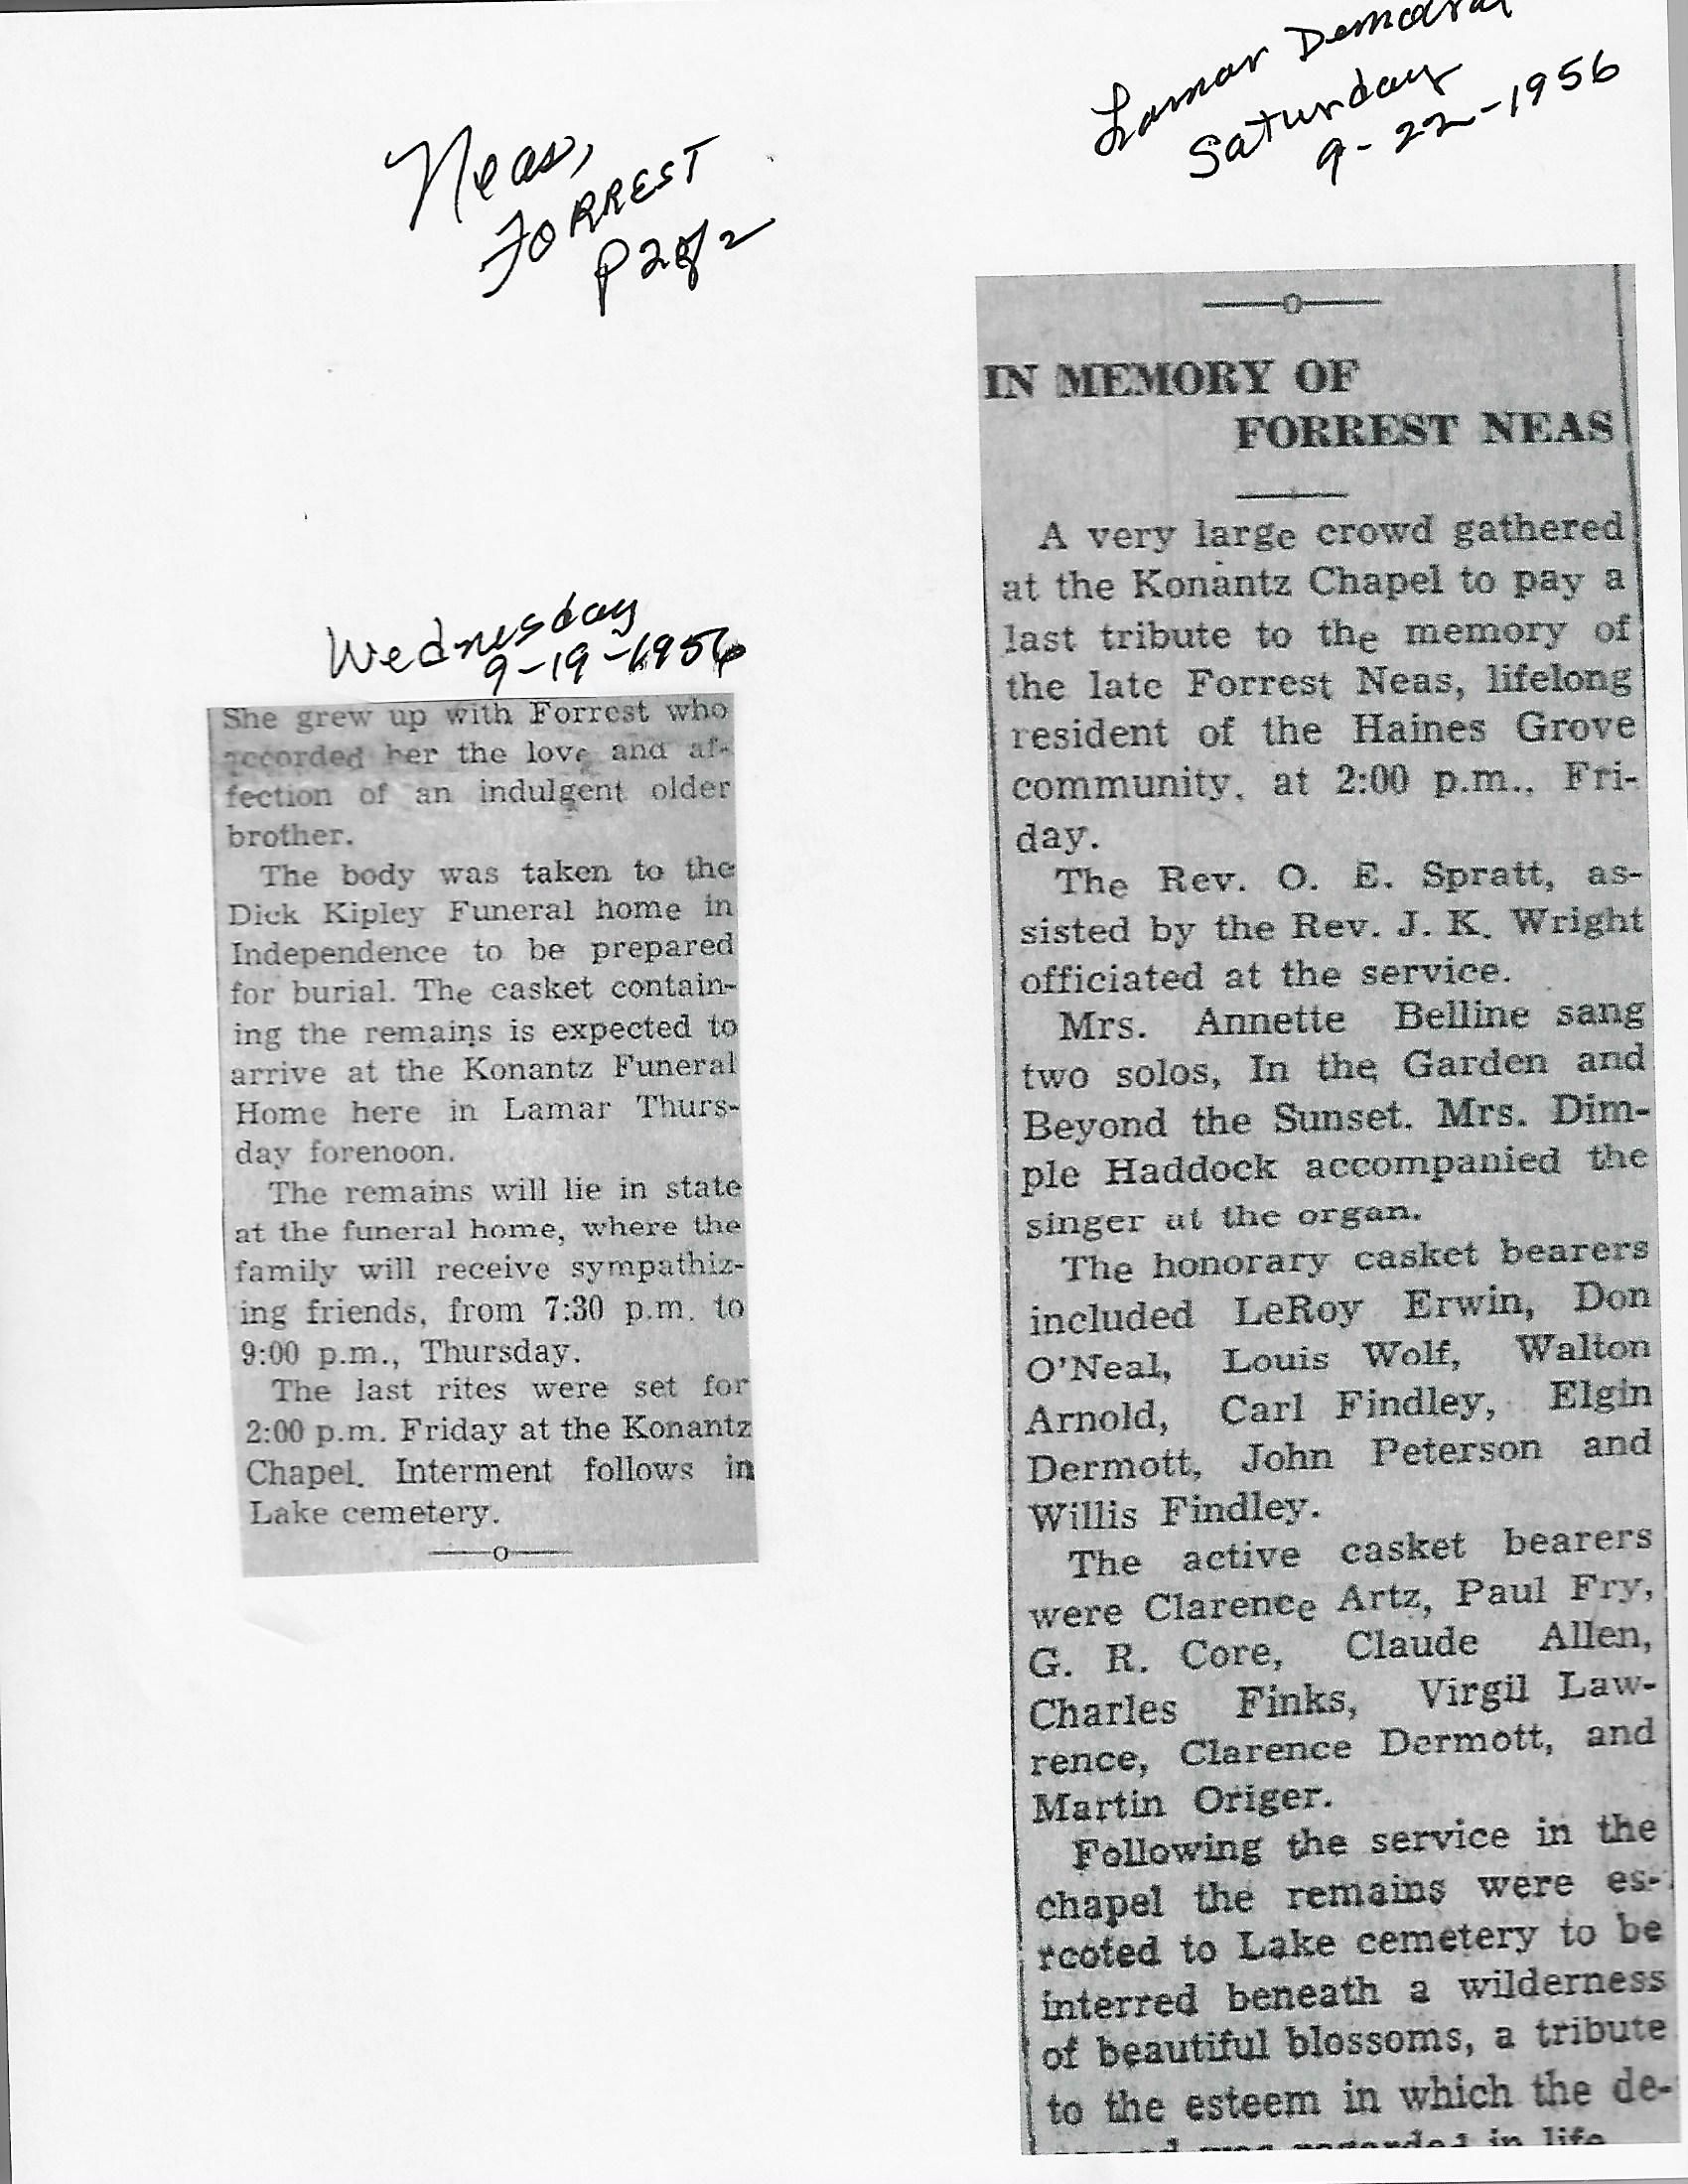 Neas,
FORREST
P2of2
Lamar Democrat
Saturday
9-22-1956
Wednesday
9-19-1956
She grew up with Forrest who
accorded her the love and af-
fection of an indulgent older
brother.
The body was taken to the
Dick Kipley Funeral home in
Independence to be prepared
for burial. The casket contain-
ing the remains is expected to
arrive at the Konantz Funeral
Home here in Lamar Thurs-
day forenoon.
The remains will lie in state
at the funeral home, where the
family will receive sympathiz-
ing friends, from 7:30 p.m. to
9:00 p.m., Thursday.
The last rites were set for
2:00 p.m. Friday at the Konantz
Chapel. Interment follows in
Lake cemetery.
IN MEMORY OF
FORREST NEAS
A very large crowd gathered
at the Konantz Chapel to pay a
last tribute to the memory of
the late Forrest Neas, lifelong
resident of the Haines Grove
community, at 2:00 p.m., Fri-
day.
The Rev. O. E. Spratt, as-
sisted by the Rev. J. K. Wright
officiated at the service.
Mrs. Annette Belline sang
two solos, In the Garden and
Beyond the Sunset. Mrs. Dim-
ple Haddock accompanied the
singer at the organ.
The honorary casket bearers
included LeRoy Erwin, Don
O'Neal, Louis Wolf, Walton
Arnold, Carl Findley, Elgin
Dermott, John Peterson and
Willis Findley.
The active casket bearers
were Clarence Artz, Paul Fry,
G. R. Core, Claude Allen,
Charles Finks, Virgil Law-
rence, Clarence Dermott, and
Martin Origer.
Following the service in the
chapel the remains were es-
rcoted to Lake cemetery to be
interred beneath a wilderness
of beautiful blossoms, a tribute
to the esteem in which the de-
was regarded in life